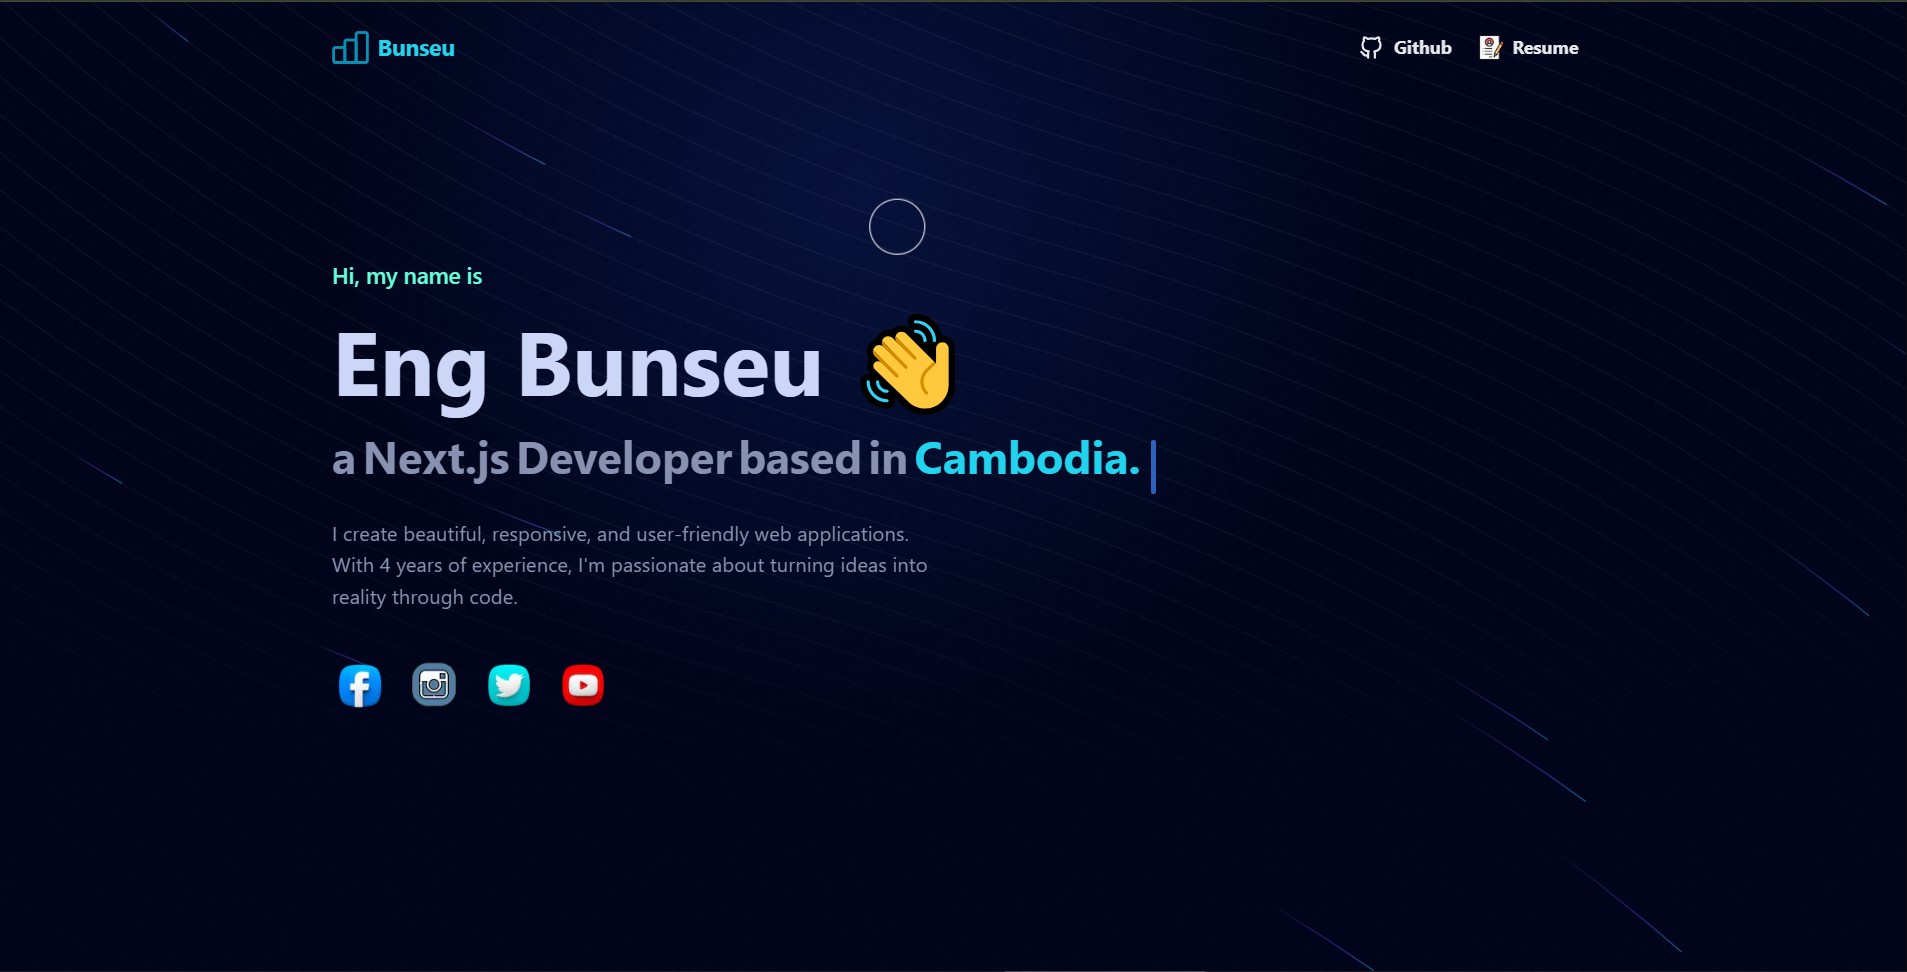 Bunseu
Github
Resume
Hi, my name is
Eng Bunseu 👋
a Next.js Developer based in Cambodia.
I create beautiful, responsive, and user-friendly web applications.
With 4 years of experience, I'm passionate about turning ideas into
reality through code.